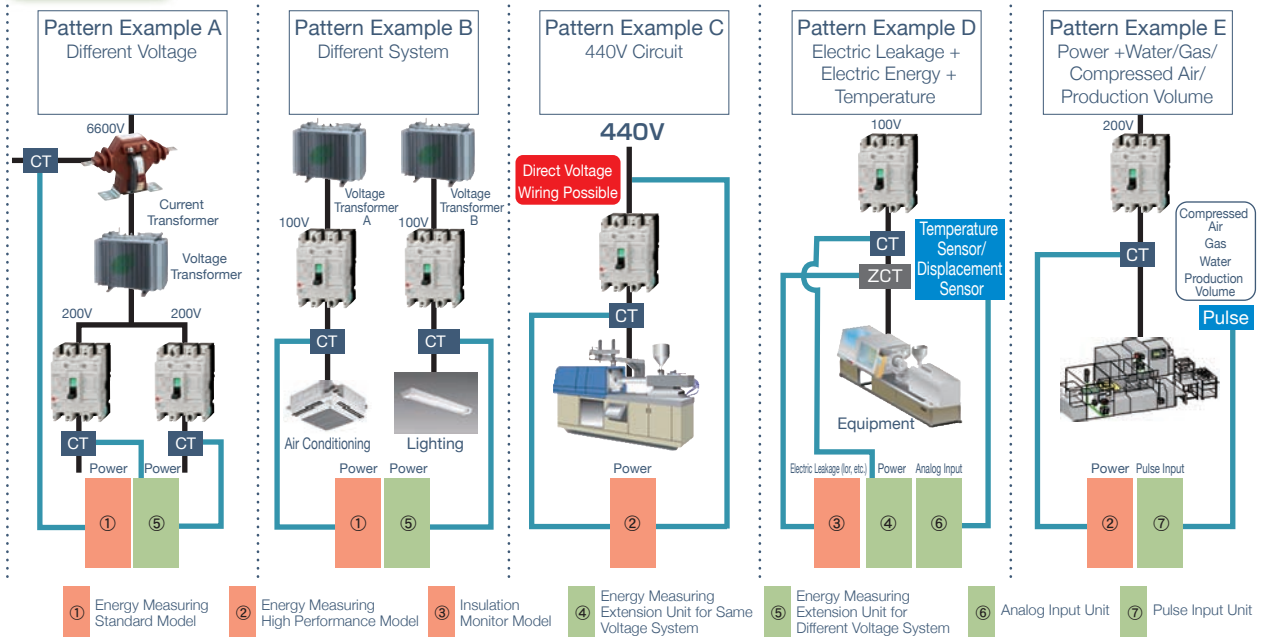 Pattern Example A
Different Voltage
6600V
CT
Current
Transformer
Voltage
Transformer
200V
200V
CT
CT
Power
Power
①
⑤
Pattern Example B
Different System
Voltage
Transformer
A
Voltage
Transformer
B
100V
100V
CT
CT
Air Conditioning
Lighting
Power
Power
①
⑤
Pattern Example C
440V Circuit
440V
Direct Voltage
Wiring Possible
CT
Power
②
Pattern Example D
Electric Leakage +
Electric Energy +
Temperature
100V
CT
ZCT
Temperature
Sensor/
Displacement
Sensor
Equipment
Electric Leakage (Ior, etc.)
Power
Analog Input
③
④
⑥
Pattern Example E
Power +Water/Gas/
Compressed Air/
Production Volume
200V
CT
Compressed
Air
Gas
Water
Production
Volume
Pulse
Power
Pulse Input
②
⑦
① Energy Measuring
Standard Model
② Energy Measuring
High Performance Model
③ Insulation
Monitor Model
④ Energy Measuring
Extension Unit for Same
Voltage System
⑤ Energy Measuring
Extension Unit for
Different Voltage System
⑥ Analog Input Unit
⑦ Pulse Input Unit